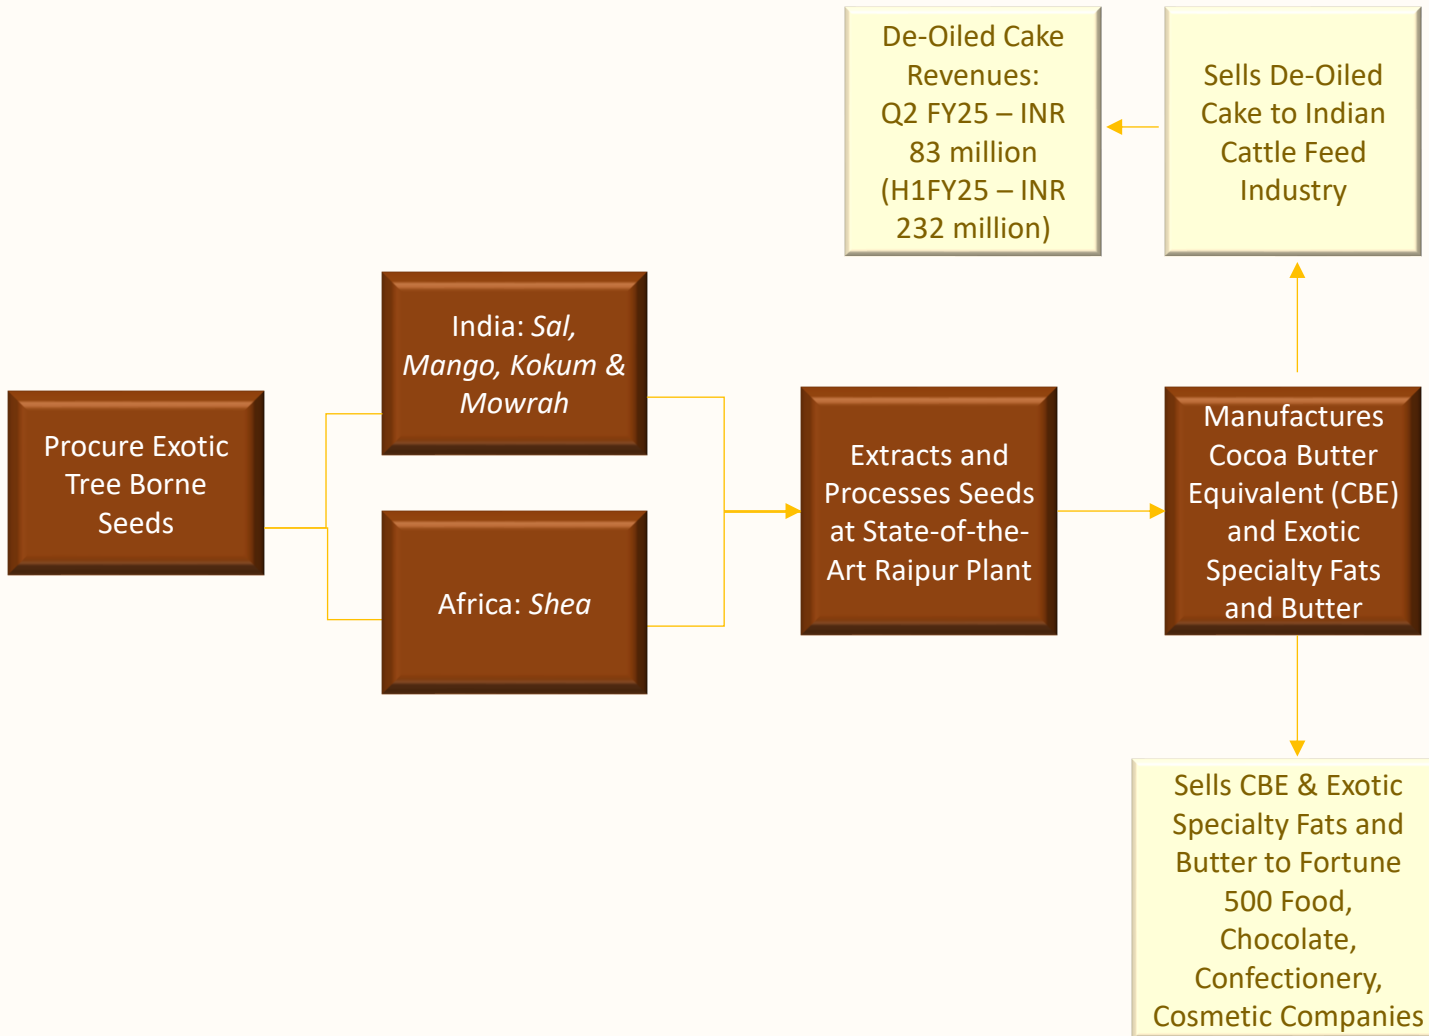 Procure Exotic
Tree Borne
Seeds
India: Sal,
Mango, Kokum &
Mowrah
Africa: Shea
Extracts and
Processes Seeds
at State-of-the-
Art Raipur Plant
Manufactures
Cocoa Butter
Equivalent (CBE)
and Exotic
Specialty Fats
and Butter
Sells De-Oiled
Cake to Indian
Cattle Feed
Industry
De-Oiled Cake
Revenues:
Q2 FY25 – INR
83 million
(H1FY25 – INR
232 million)
Sells CBE & Exotic
Specialty Fats and
Butter to Fortune
500 Food,
Chocolate,
Confectionery,
Cosmetic Companies